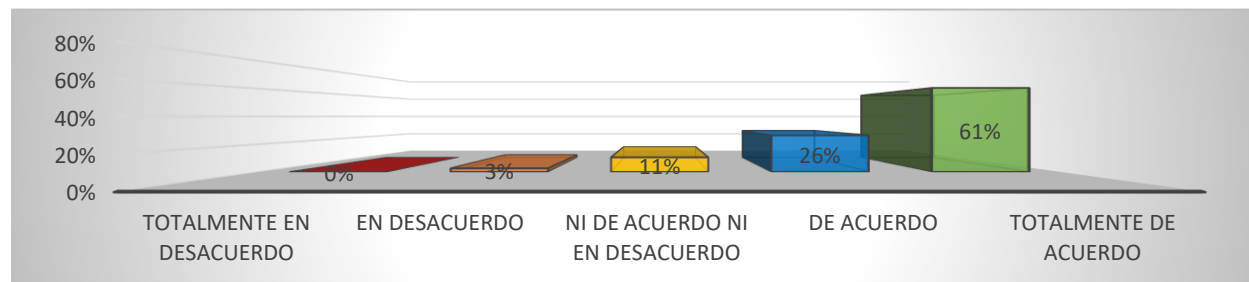 80%
60%
40%
20%
0%
0%
3%
11%
26%
61%
TOTALMENTE EN
DESACUERDO
EN DESACUERDO
NI DE ACUERDO NI
EN DESACUERDO
DE ACUERDO
TOTALMENTE DE
ACUERDO